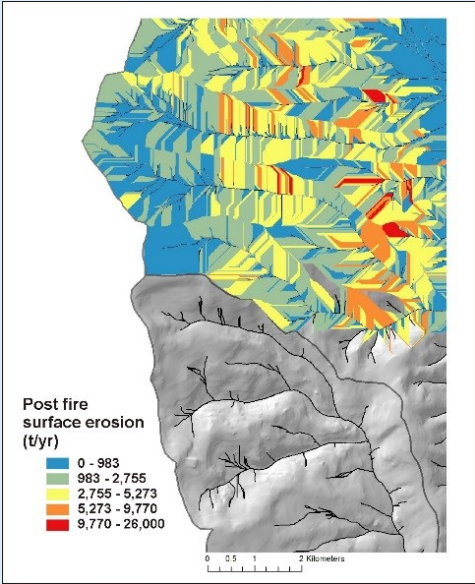 Post fire
surface erosion
(t/yr)
0 - 983
983 - 2,755
2,755 - 5,273
5,273 - 9,770
9,770 - 26,000
0 0.5 1 2 Kilometers